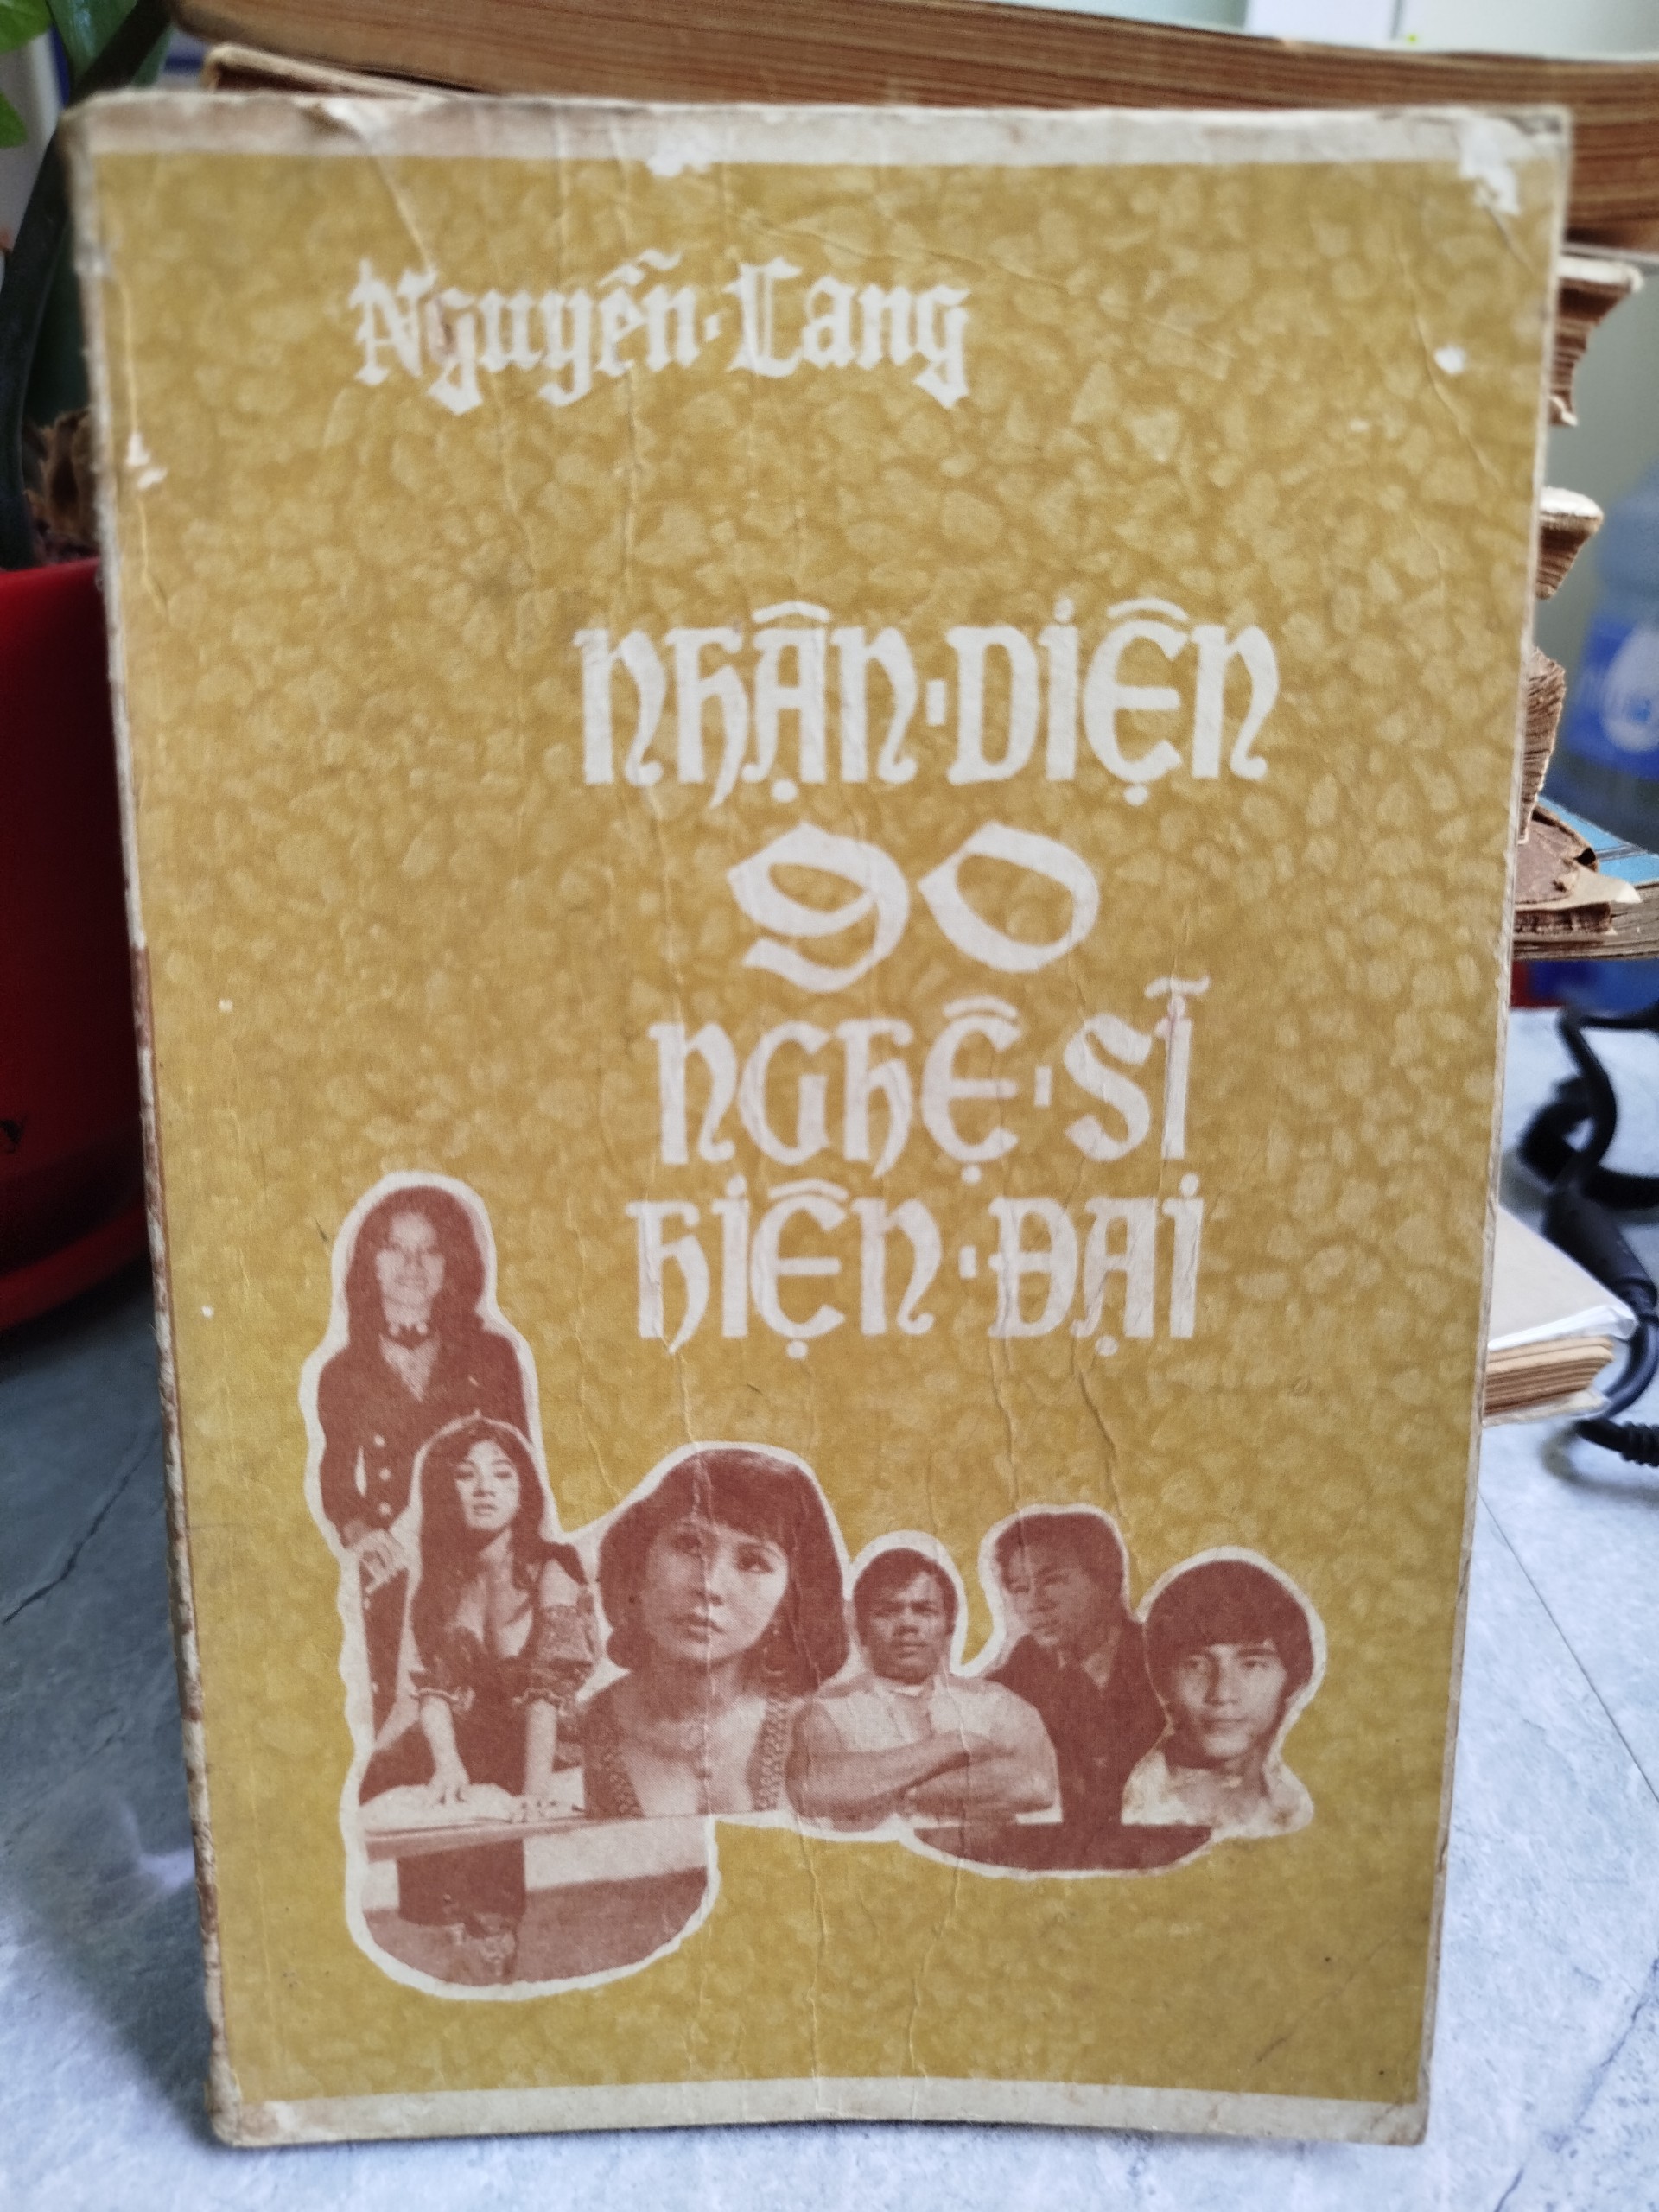 Nguyễn-Lang
NHẬN-DIỆN
90
NGHỆ-SĨ
HIỆN-ĐẠI